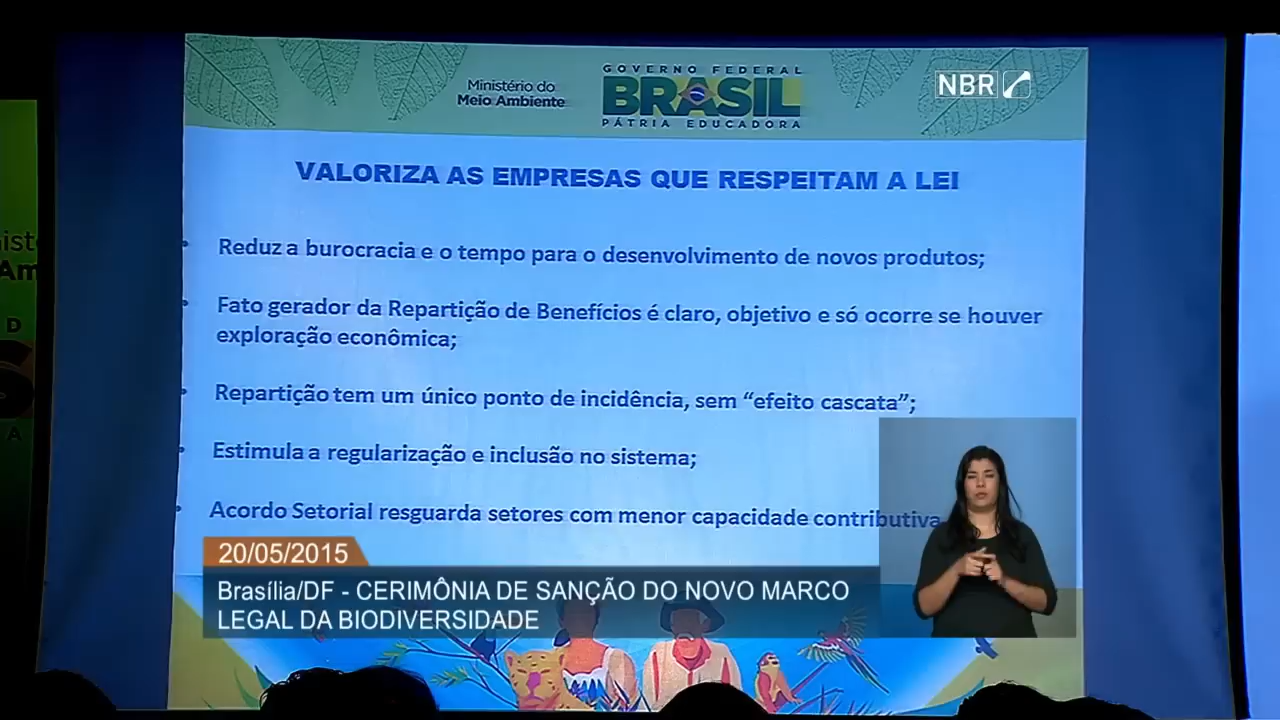 GOVERNO FEDERAL
Ministério do
Meio Ambiente
BRASIL
PÁTRIA EDUCADORA
NBR
VALORIZA AS EMPRESAS QUE RESPEITAM A LEI
• Reduz a burocracia e o tempo para o desenvolvimento de novos produtos;
• Fato gerador da Repartição de Benefícios é claro, objetivo e só ocorre se houver
exploração econômica;
• Repartição tem um único ponto de incidência, sem “efeito cascata”;
• Estimula a regularização e inclusão no sistema;
• Acordo Setorial resguarda setores com menor capacidade contributiva
20/05/2015
Brasília/DF - CERIMÔNIA DE SANÇÃO DO NOVO MARCO
LEGAL DA BIODIVERSIDADE